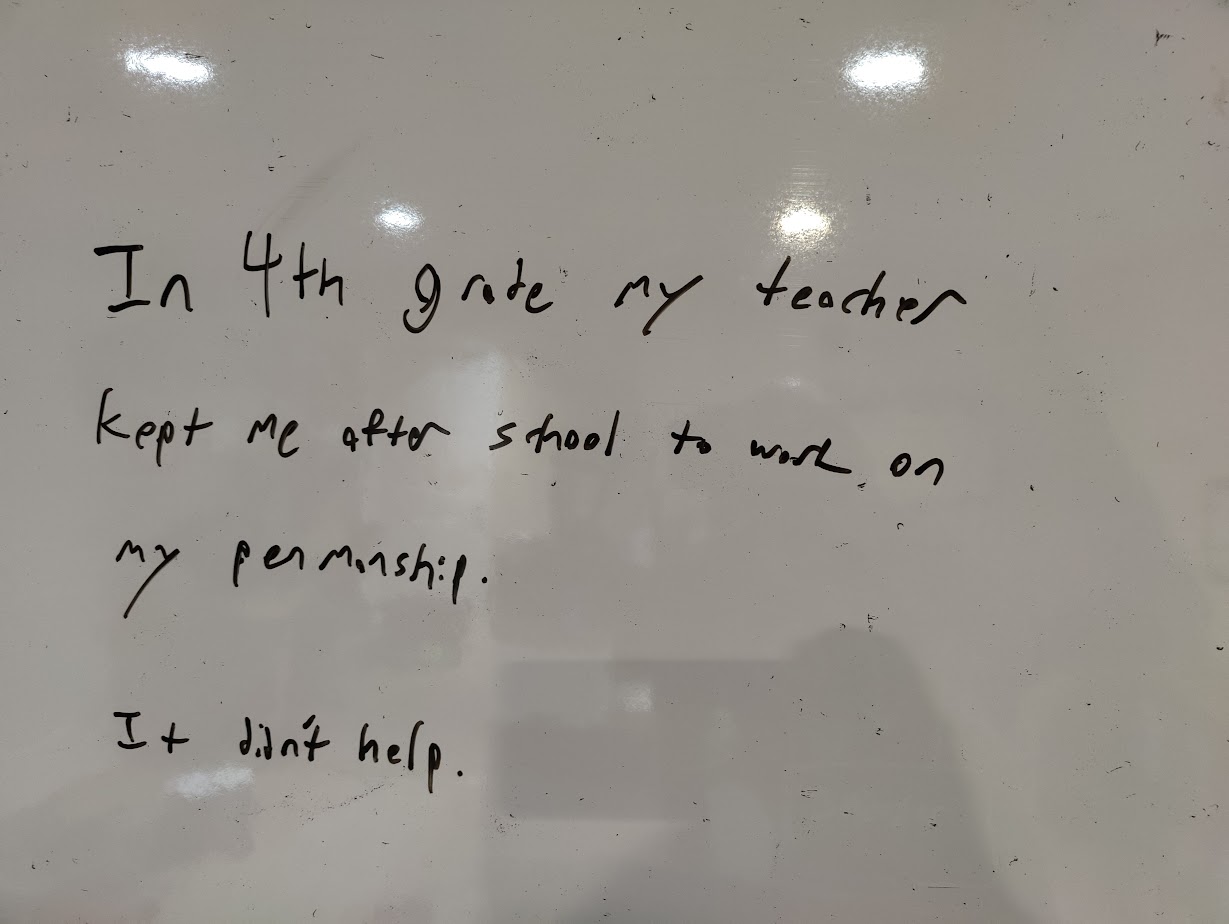 In 4th grade my teacher
kept me after school to work on
my penmanship.
It didn't help.